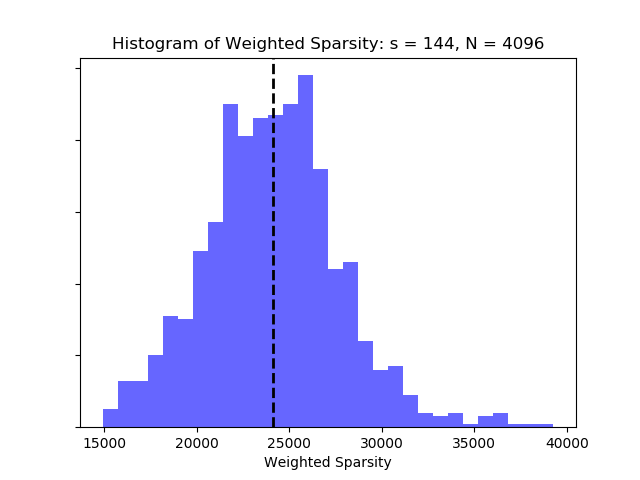 Histogram of Weighted Sparsity: s = 144, N = 4096
15000 20000 25000 30000 35000 40000
Weighted Sparsity